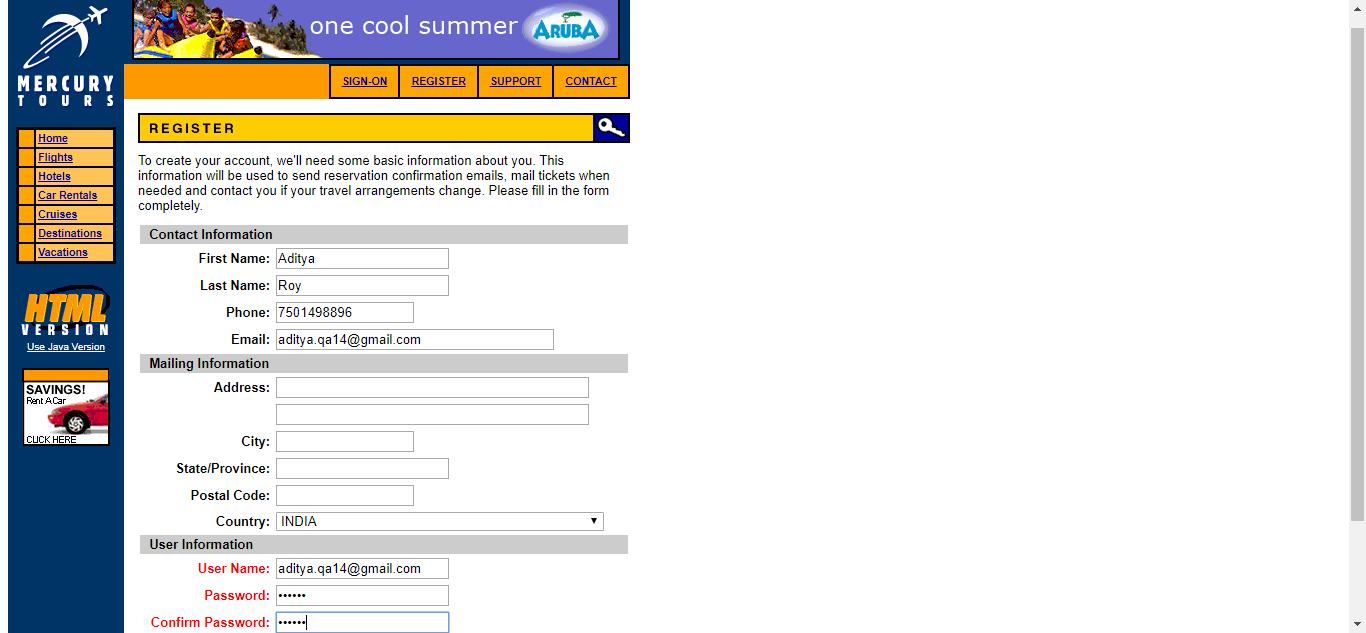 one cool summer ARUBA
MERCURY
TOURS
SIGN-ON REGISTER SUPPORT CONTACT
Home
Flights
Hotels
Car Rentals
Cruises
Destinations
Vacations
HTML
VERSION
Use Java Version
SAVINGS!
Rent A Car
CLICK HERE
REGISTER
To create your account, we'll need some basic information about you. This
information will be used to send reservation confirmation emails, mail tickets when
needed and contact you if your travel arrangements change. Please fill in the form
completely.
Contact Information
First Name: Aditya
Last Name: Roy
Phone: 7501498896
Email: aditya.qa14@gmail.com
Mailing Information
Address:
City:
State/Province:
Postal Code:
Country: INDIA
User Information
User Name: aditya.qa14@gmail.com
Password: ••••••
Confirm Password: ••••••